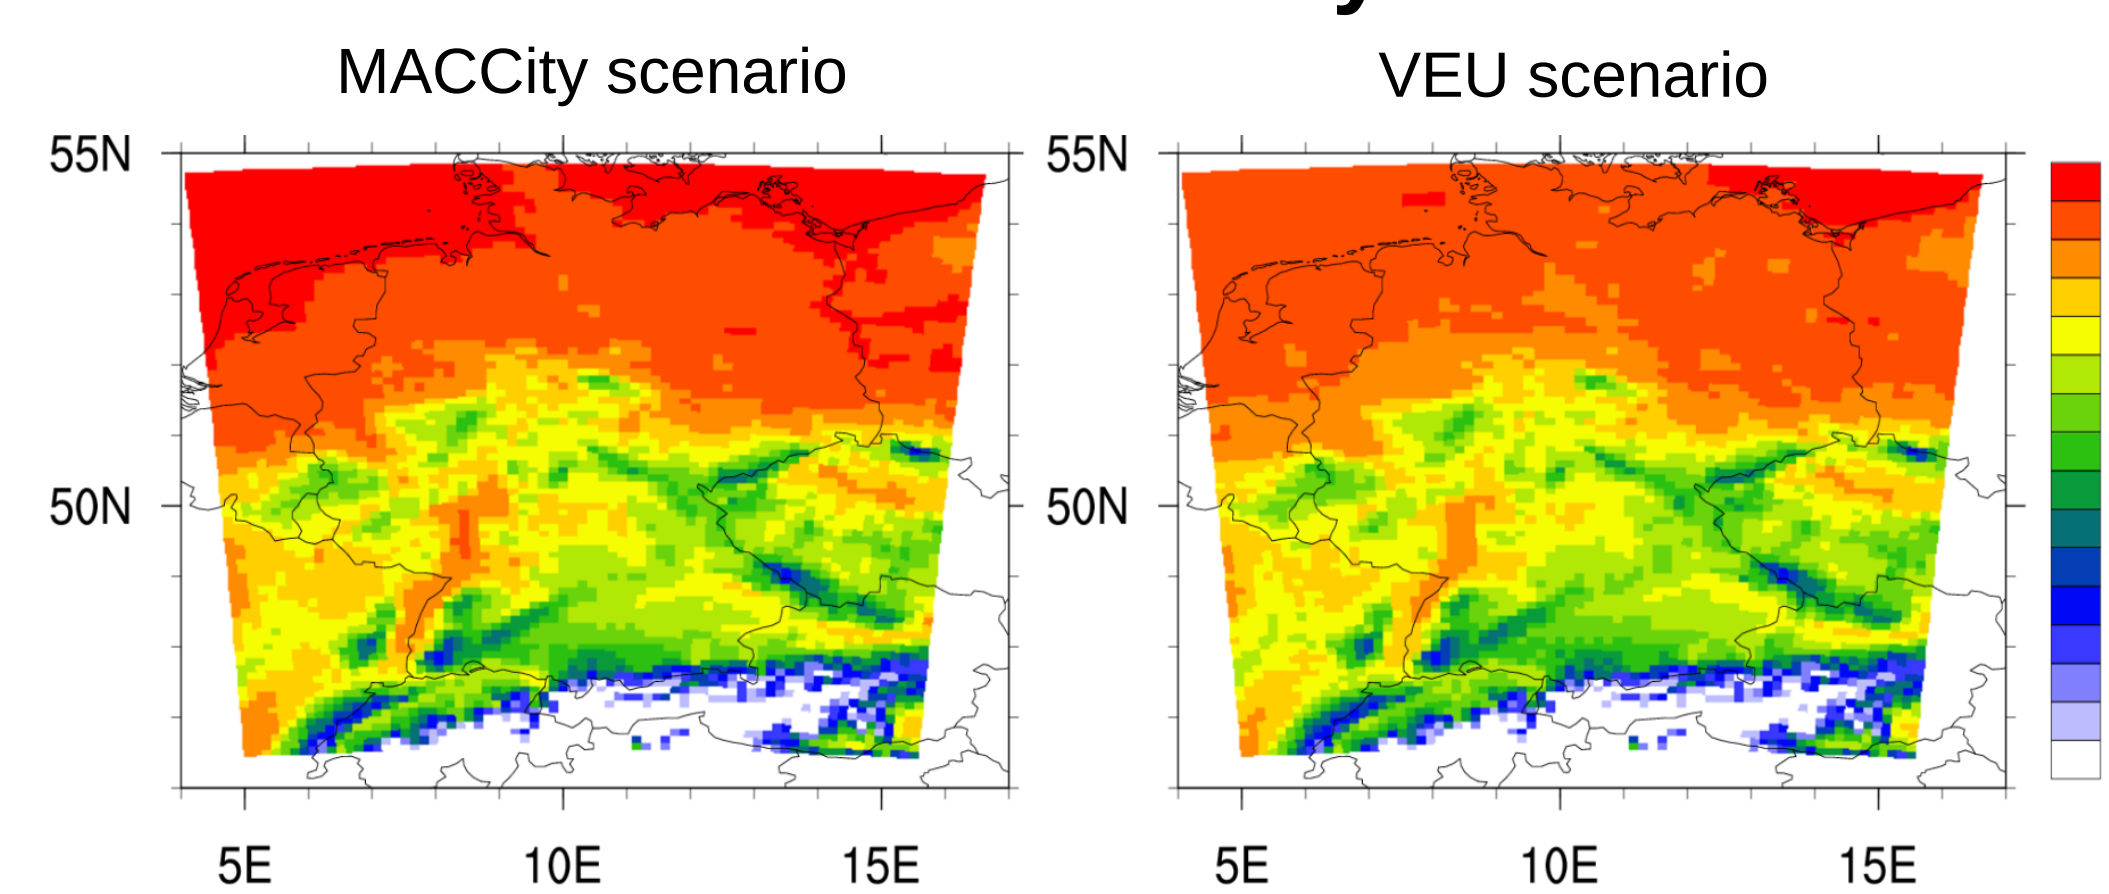 MACCity scenario
VEU scenario
55N
50N
5E 10E 15E
55N
50N
5E 10E 15E